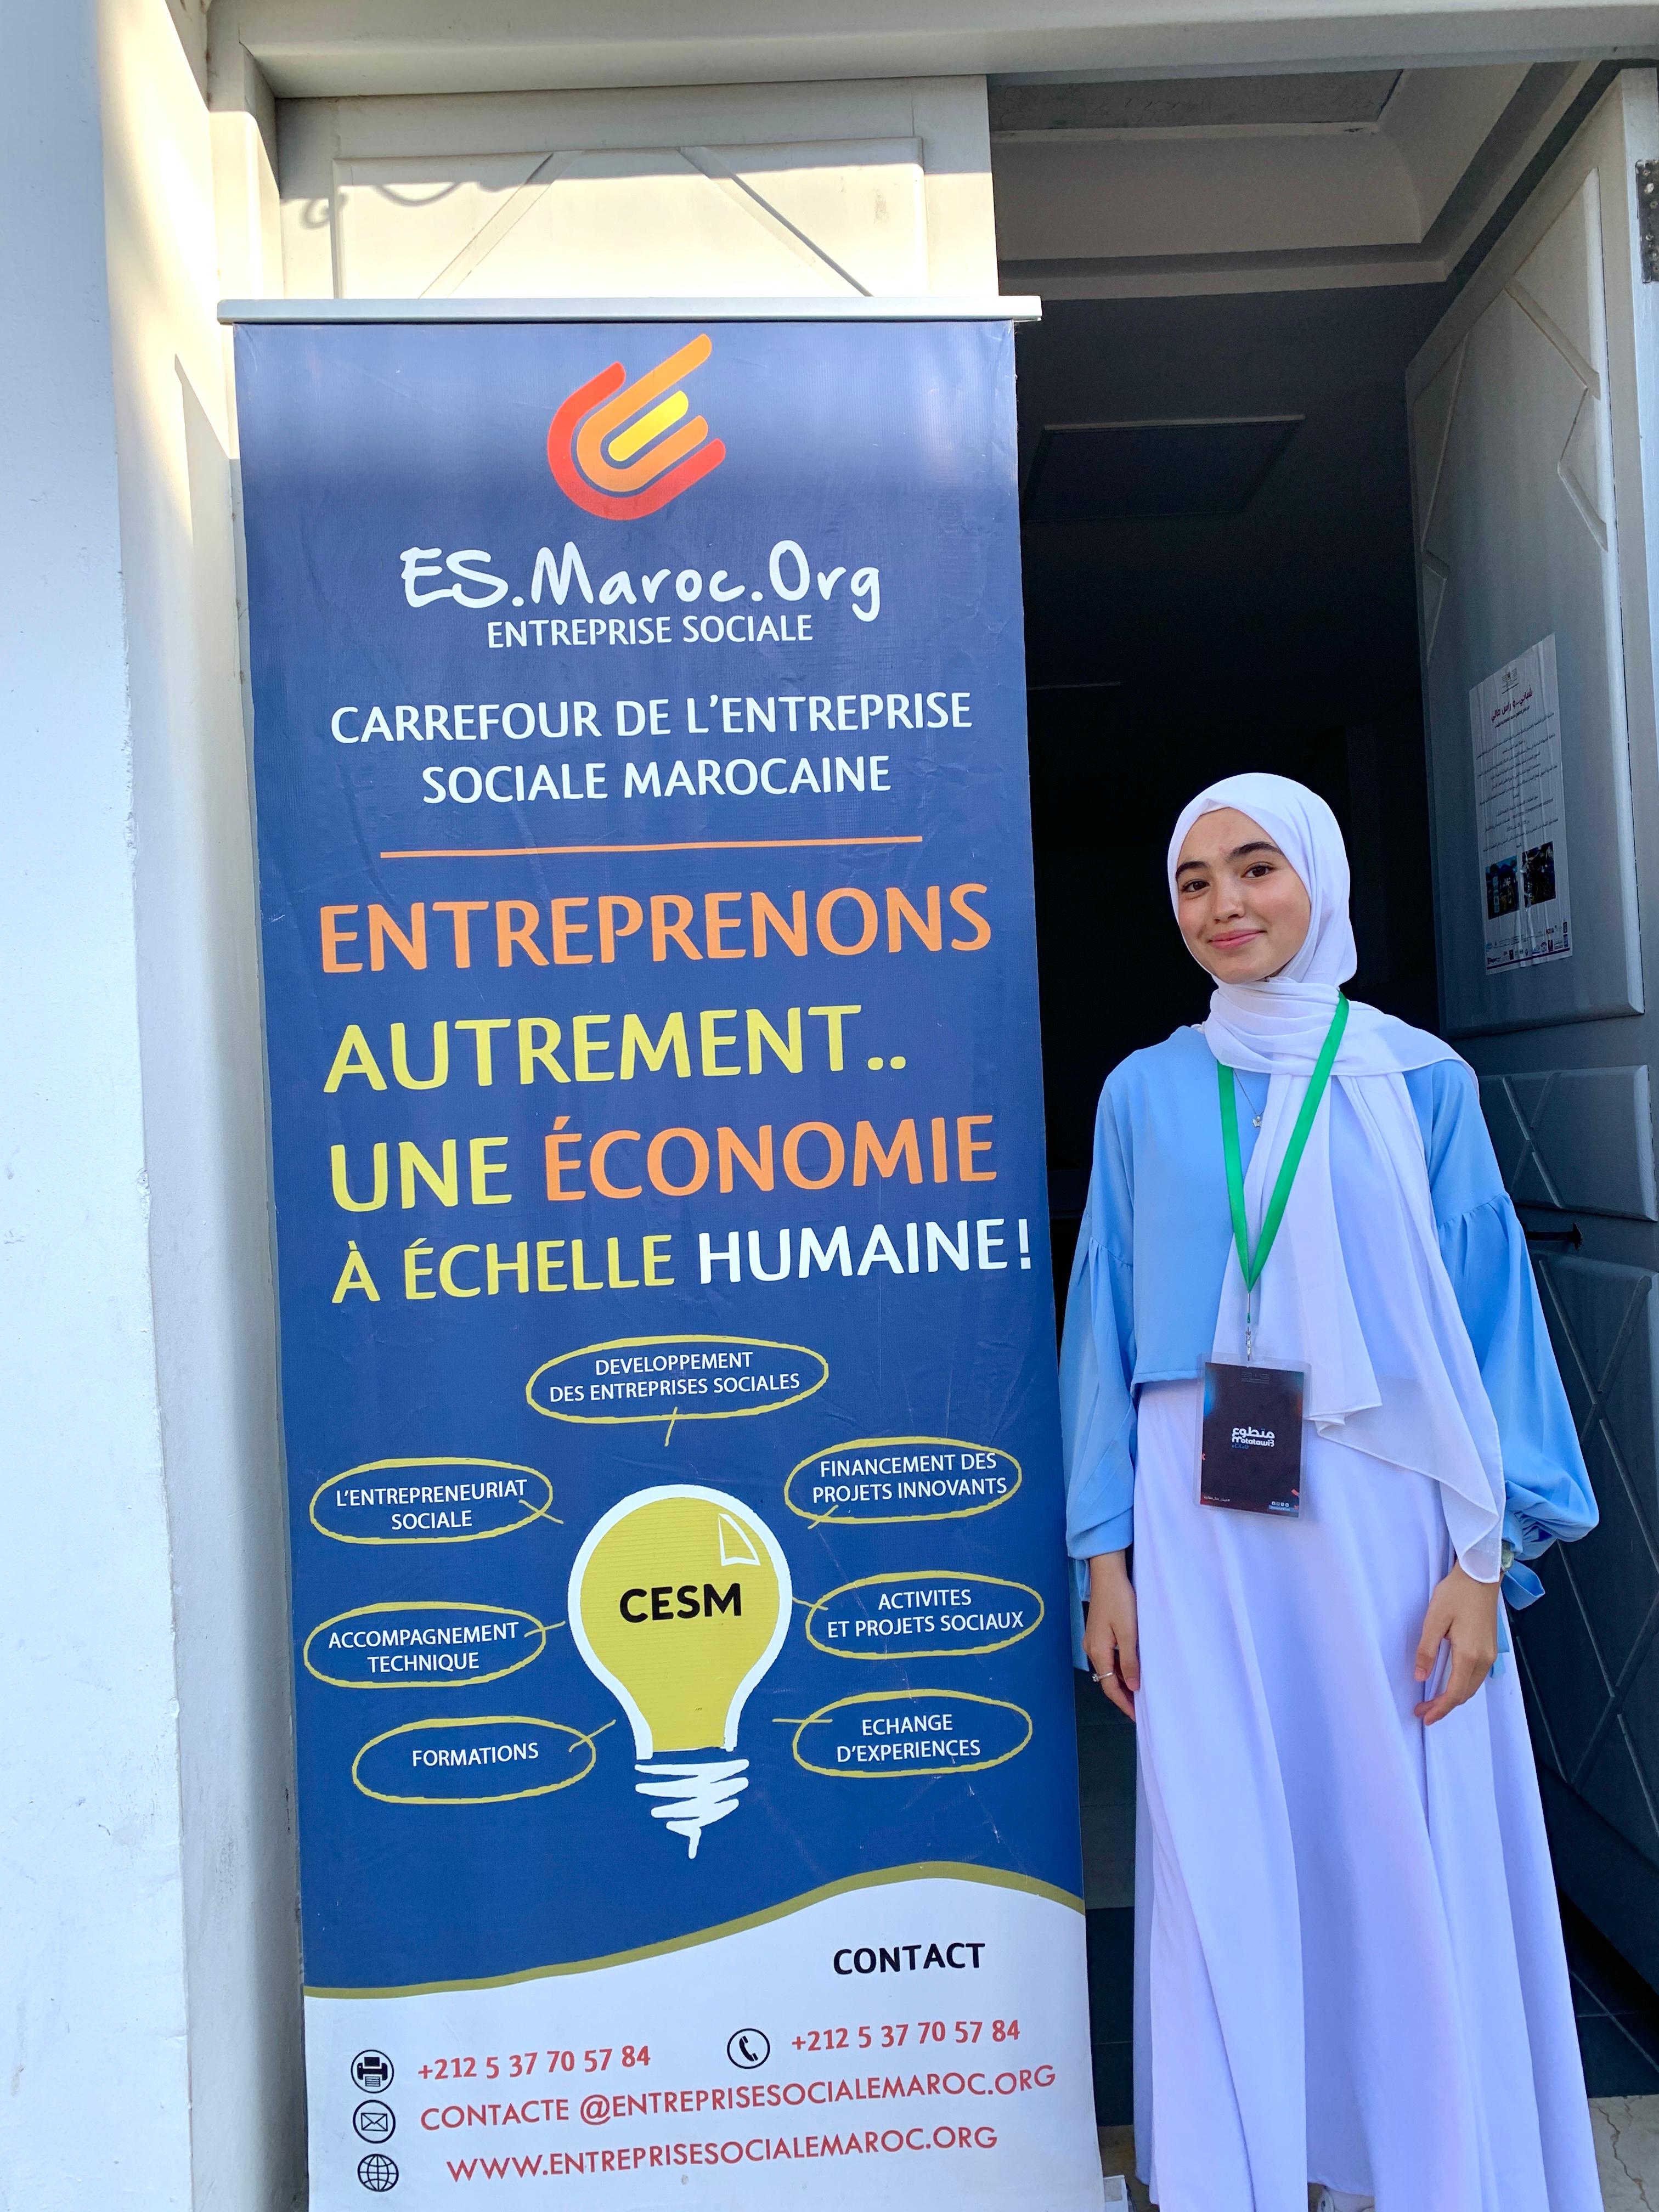 ES.Maroc.Org
ENTREPRISE SOCIALE
CARREFOUR DE L'ENTREPRISE
SOCIALE MAROCAINE
ENTREPRENONS
AUTREMENT..
UNE ÉCONOMIE
À ÉCHELLE HUMAINE!
DEVELOPPEMENT
DES ENTREPRISES SOCIALES
L'ENTREPRENEURIAT
SOCIALE
FINANCEMENT DES
PROJETS INNOVANTS
CESM
ACCOMPAGNEMENT
TECHNIQUE
ACTIVITES
ET PROJETS SOCIAUX
FORMATIONS
ECHANGE
D'EXPERIENCES
CONTACT
+212 5 37 70 57 84
+212 5 37 70 57 84
CONTACTE @ENTREPRISESOCIALEMAROC.ORG
WWW.ENTREPRISESOCIALEMAROC.ORG